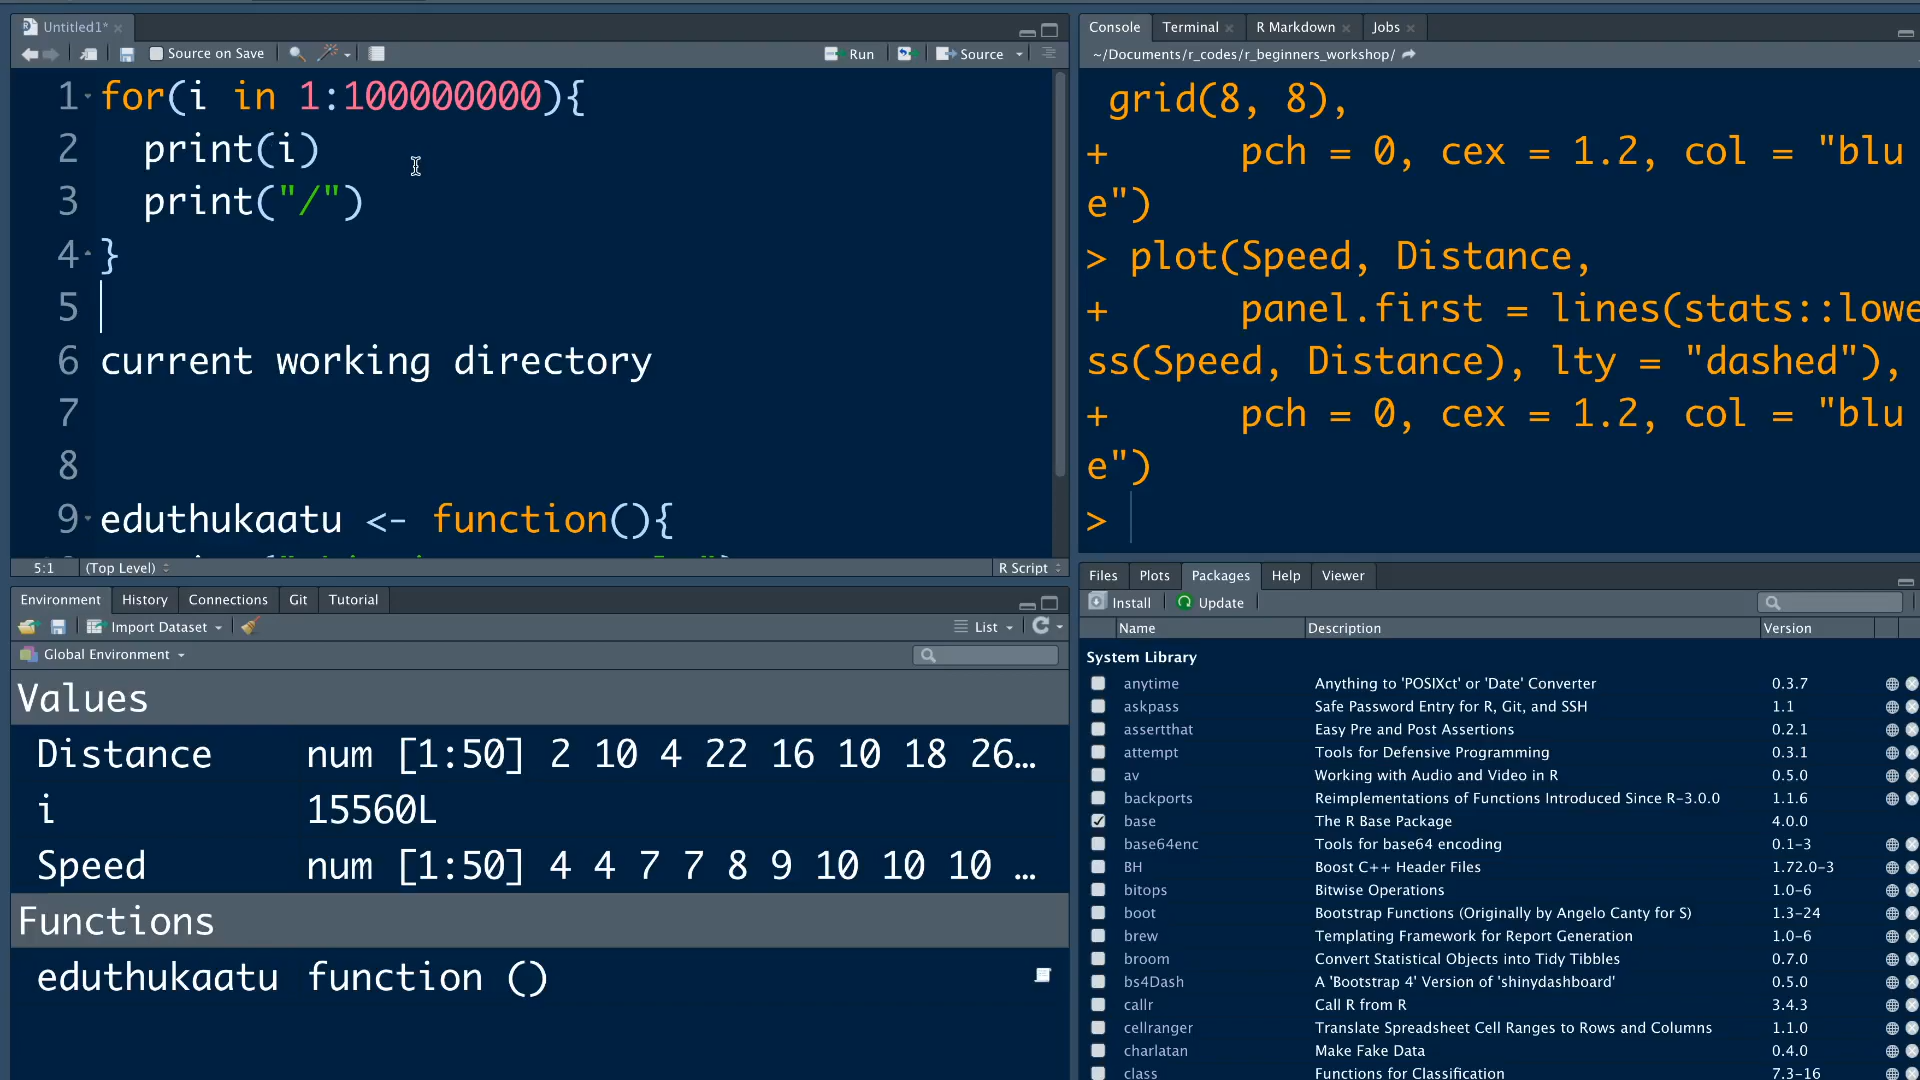 Untitled1*
Source on Save
Run
Source
1 for(i in 1:100000000){
2 print(i)
3 print("/")
4 }
5
6 current working directory
7
8
9 eduthukaatu <- function(){
5:1 (Top Level) R Script
Console Terminal R Markdown Jobs
~/Documents/r_codes/r_beginners_workshop/
grid(8, 8),
+ pch = 0, cex = 1.2, col = "blu
e")
> plot(Speed, Distance,
+ panel.first = lines(stats::lowe
ss(Speed, Distance), lty = "dashed"),
+ pch = 0, cex = 1.2, col = "blu
e")
>
Environment History Connections Git Tutorial
Import Dataset List
Global Environment
Values
Distance num [1:50] 2 10 4 22 16 10 18 26…
i 15560L
Speed num [1:50] 4 4 7 7 8 9 10 10 10 …
Functions
eduthukaatu function ()
Files Plots Packages Help Viewer
Install Update
Name Description Version
System Library
anytime Anything to 'POSIXct' or 'Date' Converter 0.3.7
askpass Safe Password Entry for R, Git, and SSH 1.1
assertthat Easy Pre and Post Assertions 0.2.1
attempt Tools for Defensive Programming 0.3.1
av Working with Audio and Video in R 0.5.0
backports Reimplementations of Functions Introduced Since R-3.0.0 1.1.6
base The R Base Package 4.0.0
base64enc Tools for base64 encoding 0.1-3
BH Boost C++ Header Files 1.72.0-3
bitops Bitwise Operations 1.0-6
boot Bootstrap Functions (Originally by Angelo Canty for S) 1.3-24
brew Templating Framework for Report Generation 1.0-6
broom Convert Statistical Objects into Tidy Tibbles 0.7.0
bs4Dash A 'Bootstrap 4' Version of 'shinydashboard' 0.5.0
callr Call R from R 3.4.3
cellranger Translate Spreadsheet Cell Ranges to Rows and Columns 1.1.0
charlatan Make Fake Data 0.4.0
class Functions for Classification 7.3-16